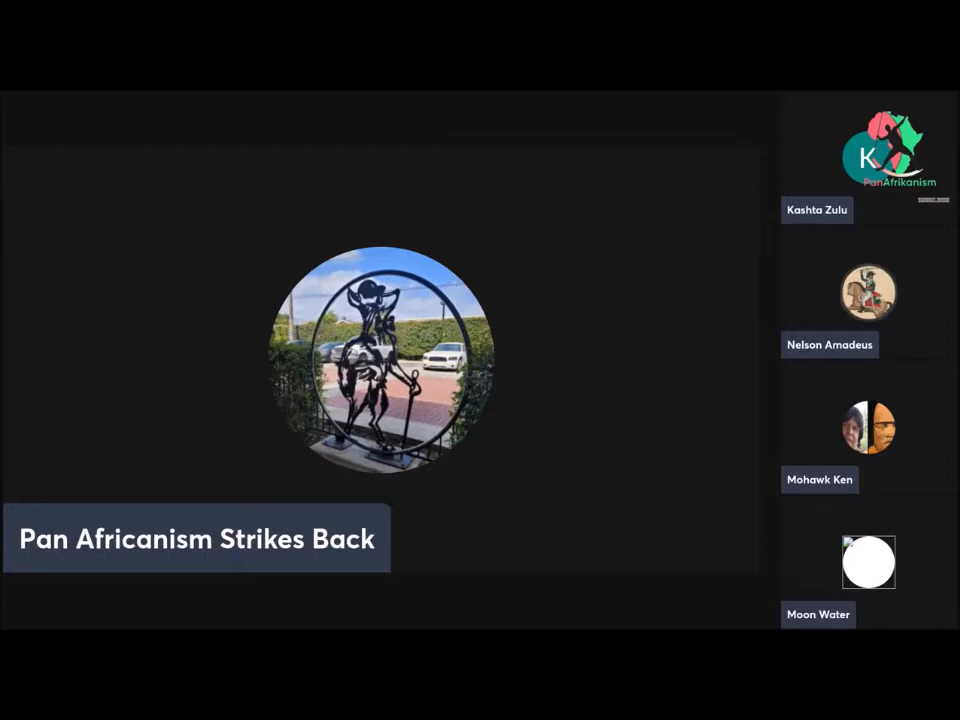 K
PanAfrikanism
Kashta Zulu
Nelson Amadeus
Mohawk Ken
Pan Africanism Strikes Back
Moon Water